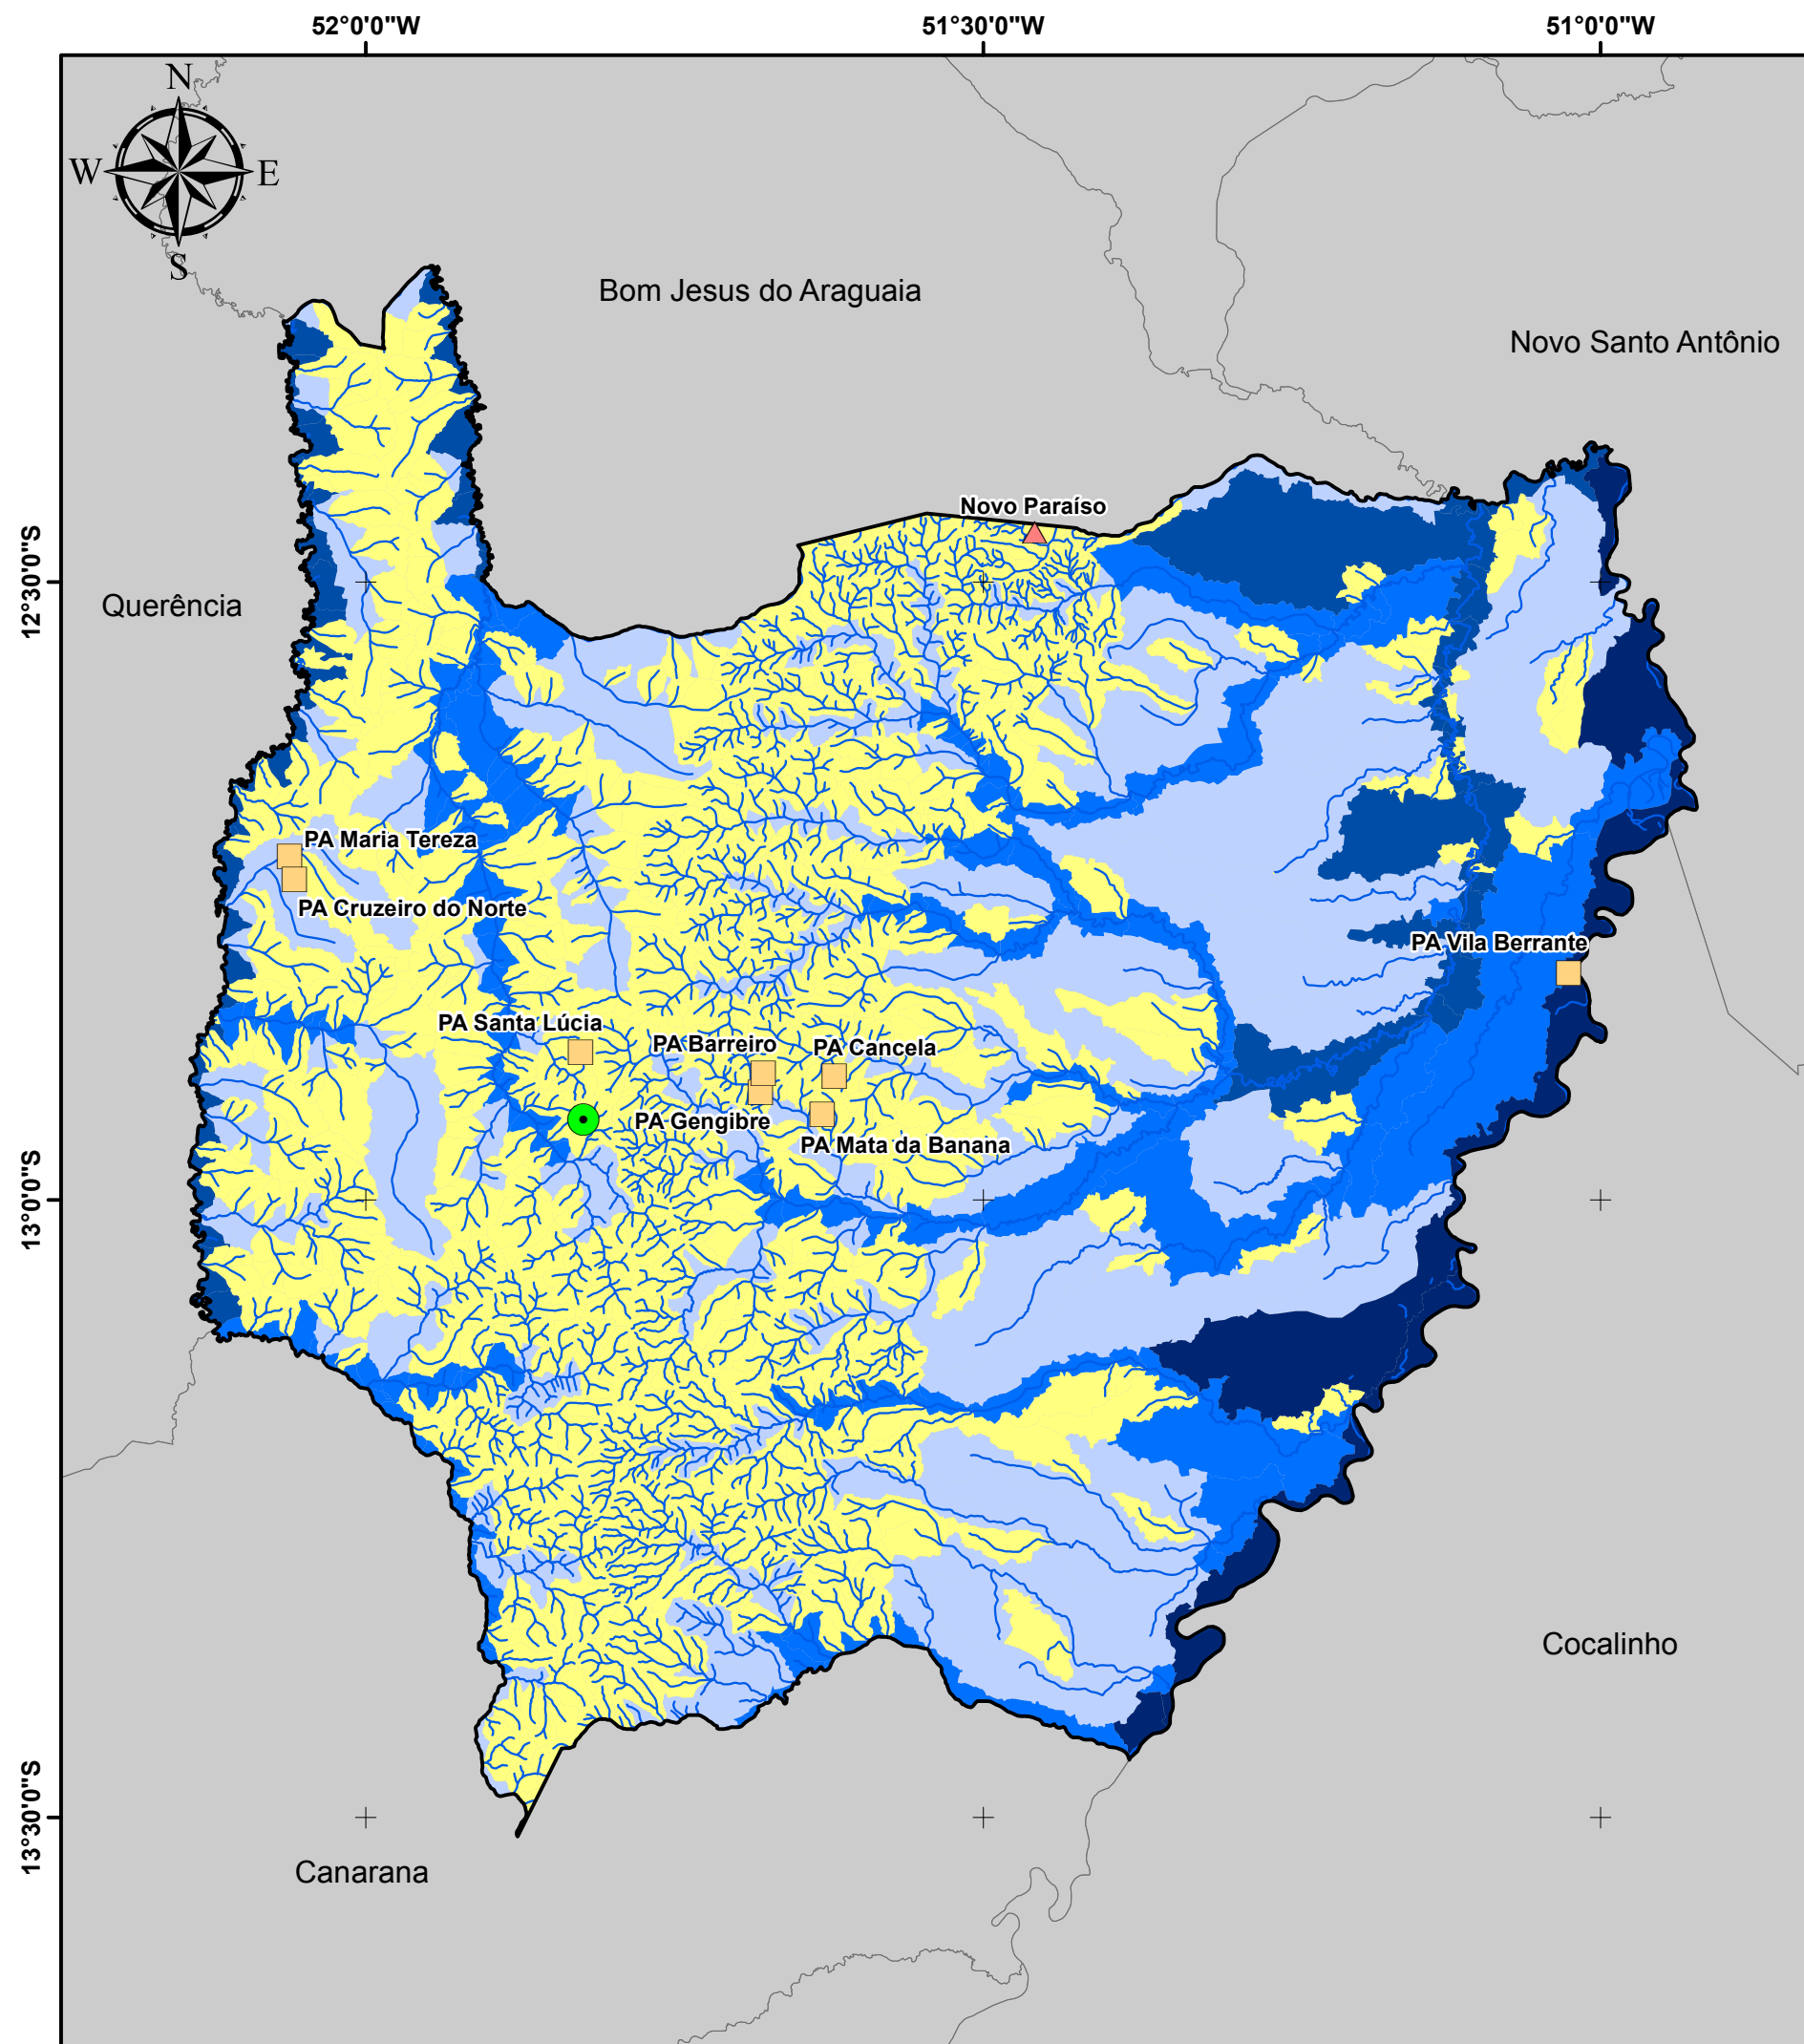 52°0'0"W
51°30'0"W
51°0'0"W
N
W
E
S
Bom Jesus do Araguaia
Novo Santo Antônio
Novo Paraíso
12°30'0"S
Querência
PA Maria Tereza
PA Cruzeiro do Norte
PA Vila Berrante
PA Santa Lúcia
PA Barreiro
PA Cancela
PA Gengibre
PA Mata da Banana
13°0'0"S
Cocalinho
13°30'0"S
Canarana